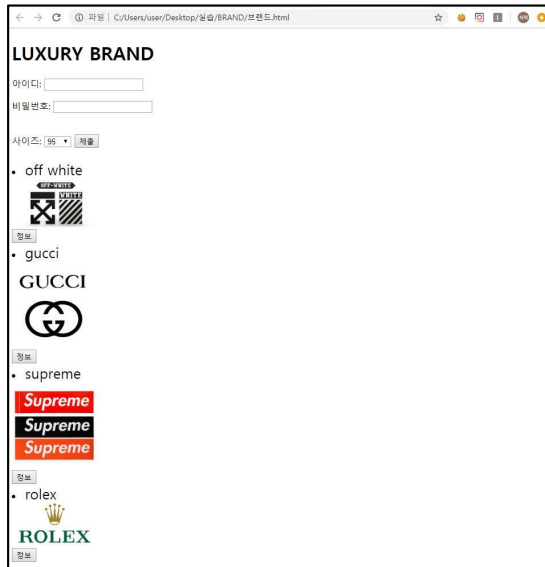 파일 | C:/Users/user/Desktop/실습/BRAND/브랜드.html
LUXURY BRAND
아이디:
비밀번호:
사이즈: 95 제출
• off white
OFF-WHITE
WHITE
정보
• gucci
GUCCI
정보
• supreme
Supreme
Supreme
Supreme
정보
• rolex
ROLEX
정보